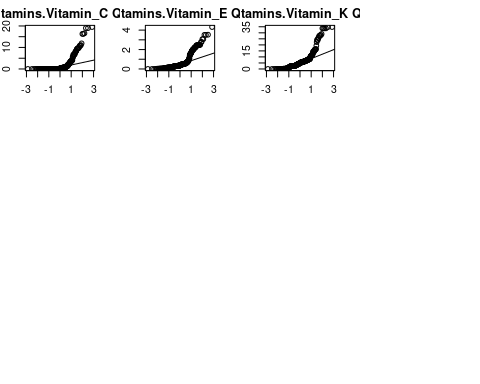 tamins.Vitamin_C Q
tamins.Vitamin_E Q
tamins.Vitamin_K Q
0 10 20
-3 -1 1 3
0 2 4
-3 -1 1 3
0 15 35
-3 -1 1 3